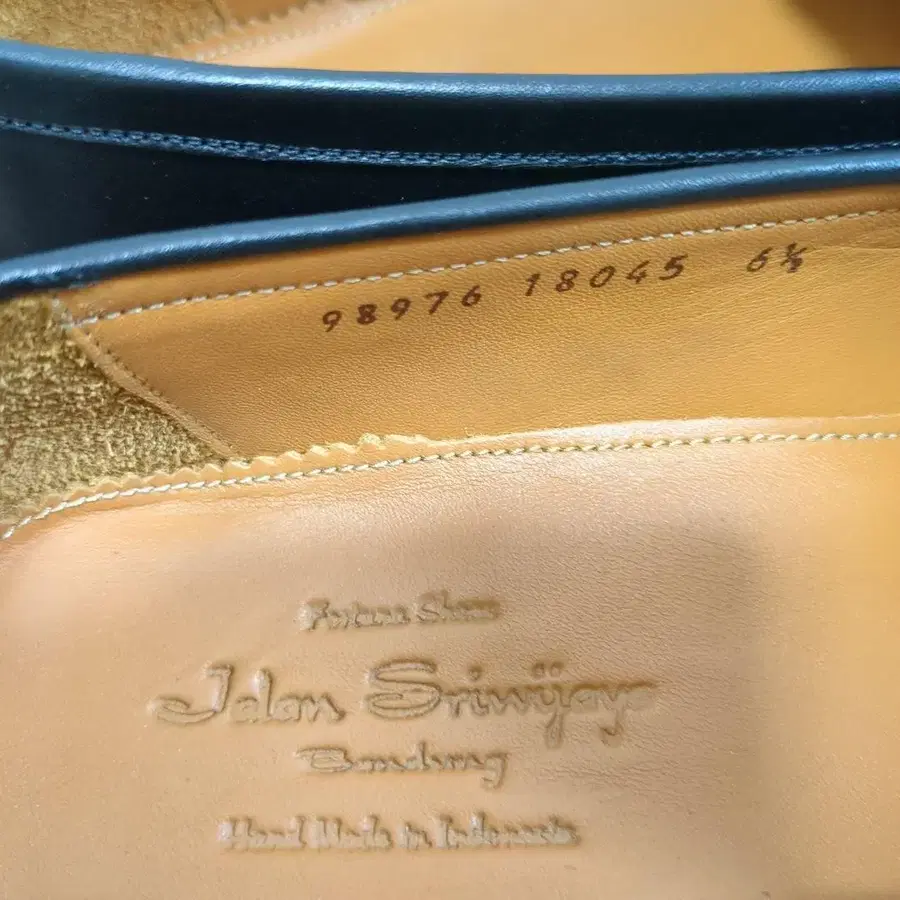 98976 18045 6½
Fortuna Shoes
Jalan Sriwijaya
Bandung
Hand Made in Indonesia